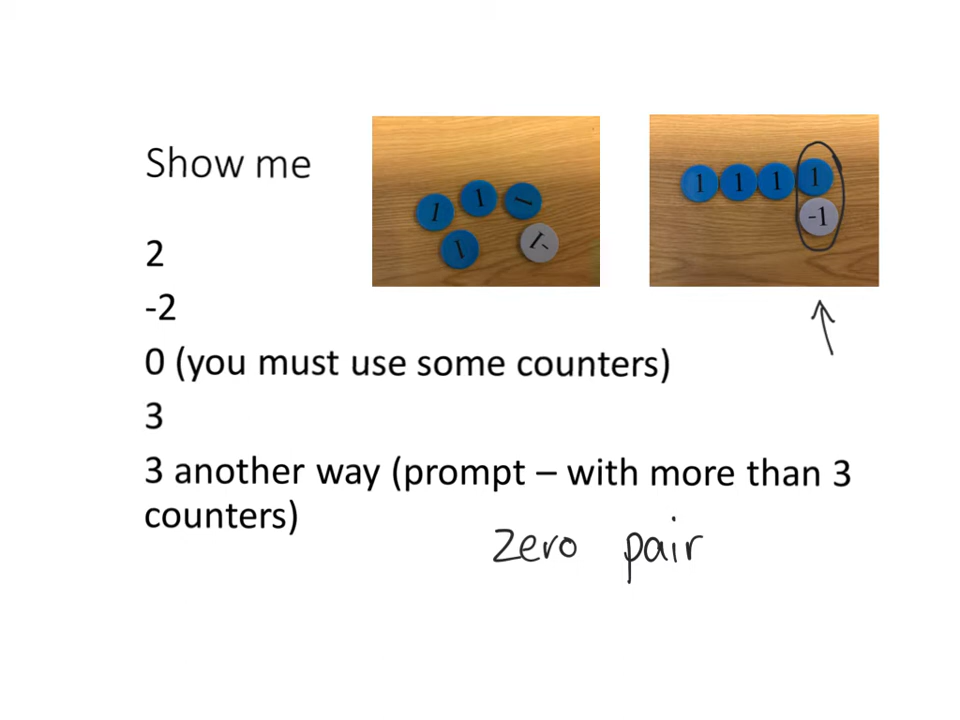 Show me
1 1 1 1 -1
1 1 1 1
-1
2
-2
0 (you must use some counters)
3
3 another way (prompt – with more than 3
counters)
zero pair